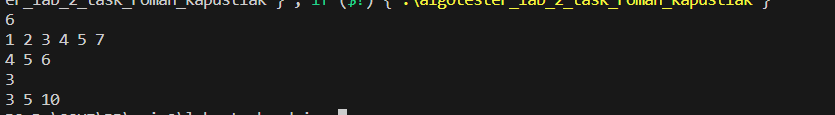 er_lab_2_task_roman_kapustiak } ; if ($?) { .\algotester_lab_2_task_roman_kapustiak }
6
1 2 3 4 5 7
4 5 6
3
3 5 10